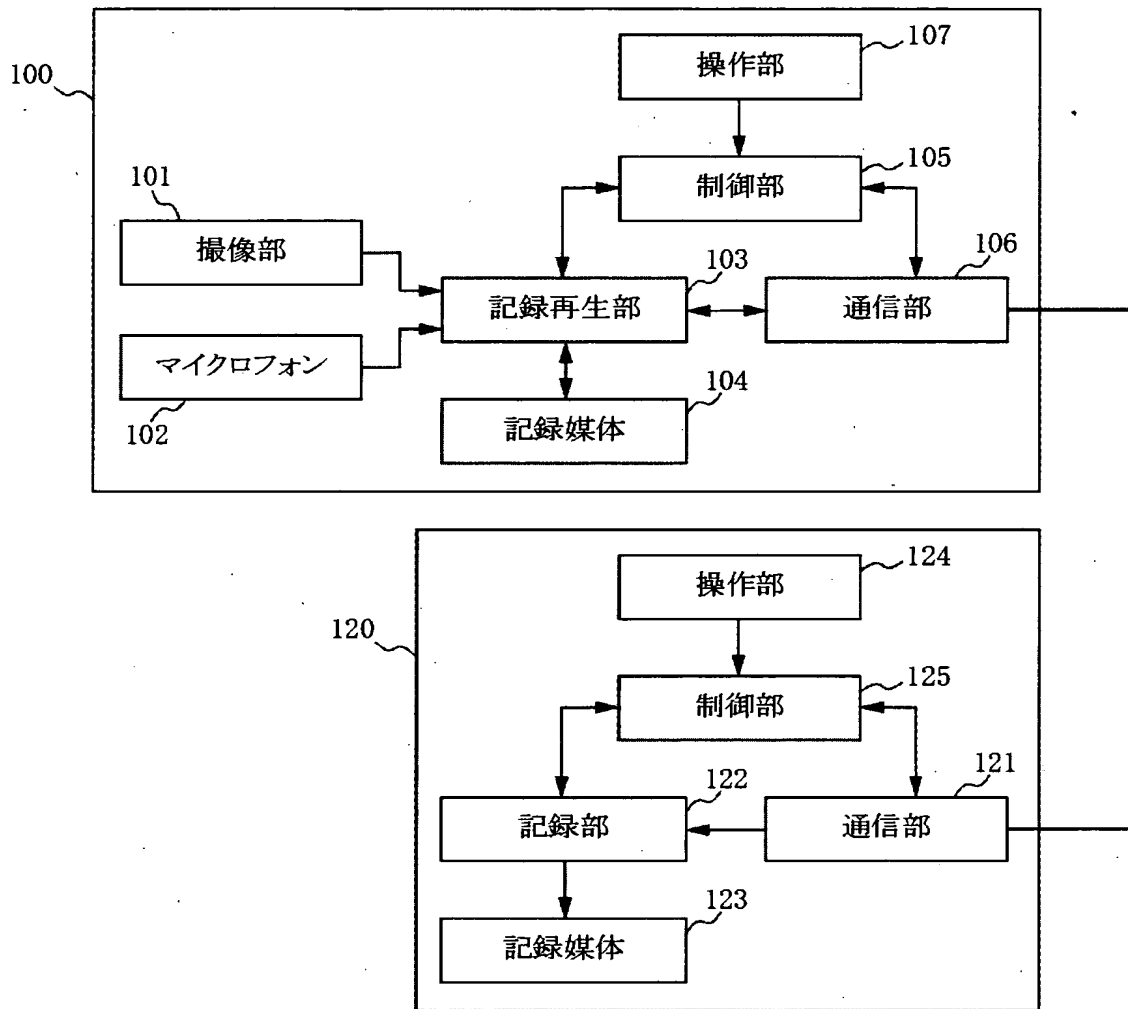 107
操作部
100
105
制御部
101
撮像部
106
103
記録再生部
通信部
マイクロフォン
102
104
記録媒体
124
操作部
120
125
制御部
122
121
記録部
通信部
123
記録媒体